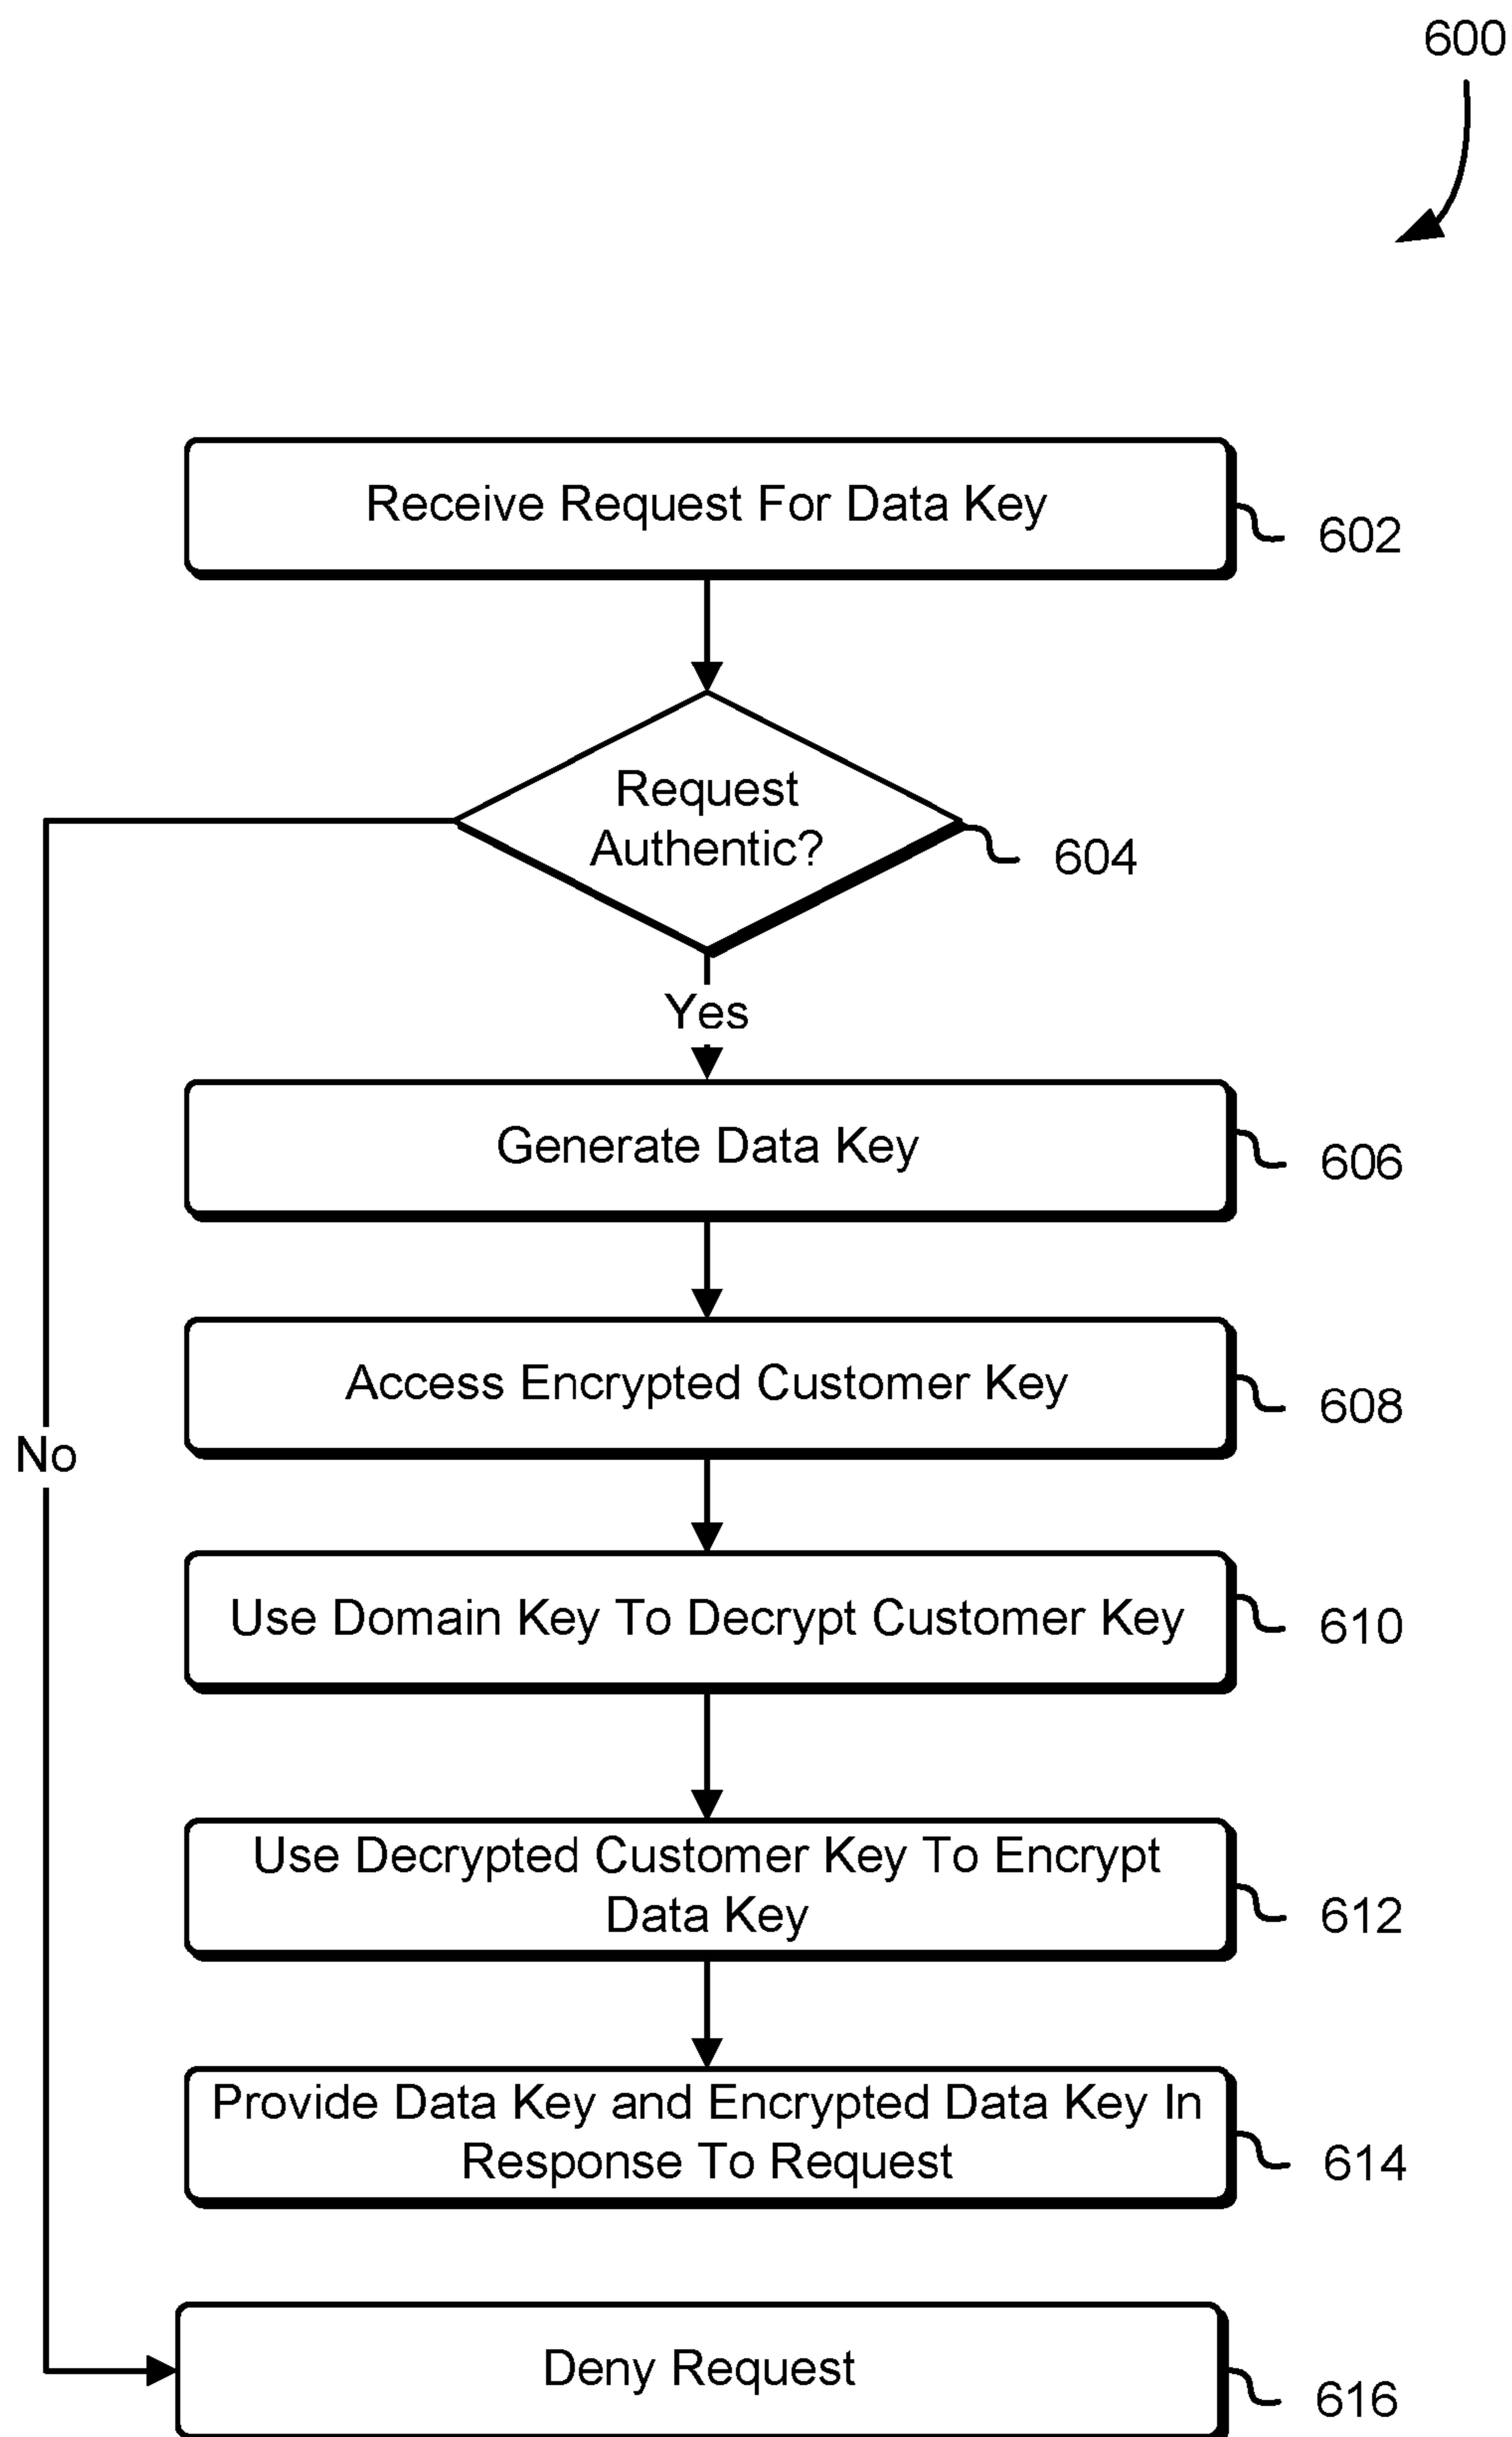 600
Receive Request For Data Key
602
Request
Authentic?
604
Yes
Generate Data Key
606
Access Encrypted Customer Key
608
No
Use Domain Key To Decrypt Customer Key
610
Use Decrypted Customer Key To Encrypt
Data Key
612
Provide Data Key and Encrypted Data Key In
Response To Request
614
Deny Request
616